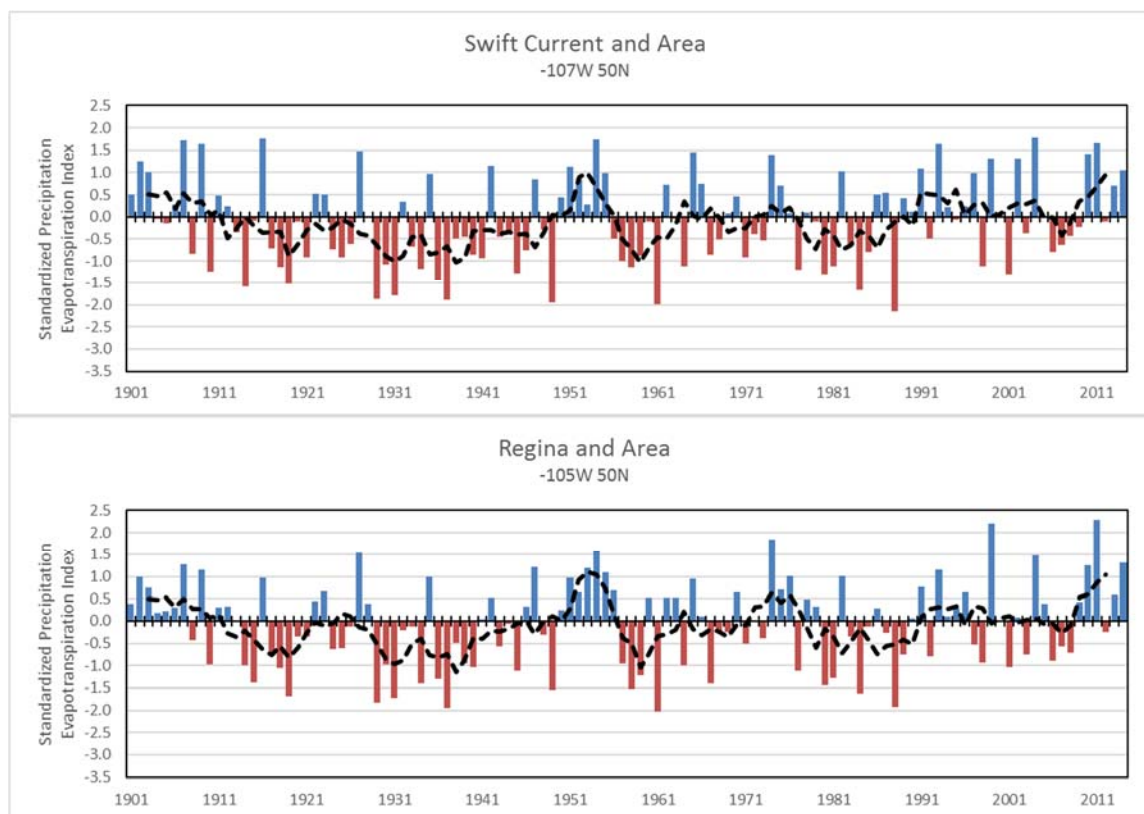 Swift Current and Area
-107W 50N
Standardized Precipitation
Evapotranspiration Index
2.5
2.0
1.5
1.0
0.5
0.0
-0.5
-1.0
-1.5
-2.0
-2.5
-3.0
-3.5
1901 1911 1921 1931 1941 1951 1961 1971 1981 1991 2001 2011
Regina and Area
-105W 50N
Standardized Precipitation
Evapotranspiration Index
2.5
2.0
1.5
1.0
0.5
0.0
-0.5
-1.0
-1.5
-2.0
-2.5
-3.0
-3.5
1901 1911 1921 1931 1941 1951 1961 1971 1981 1991 2001 2011